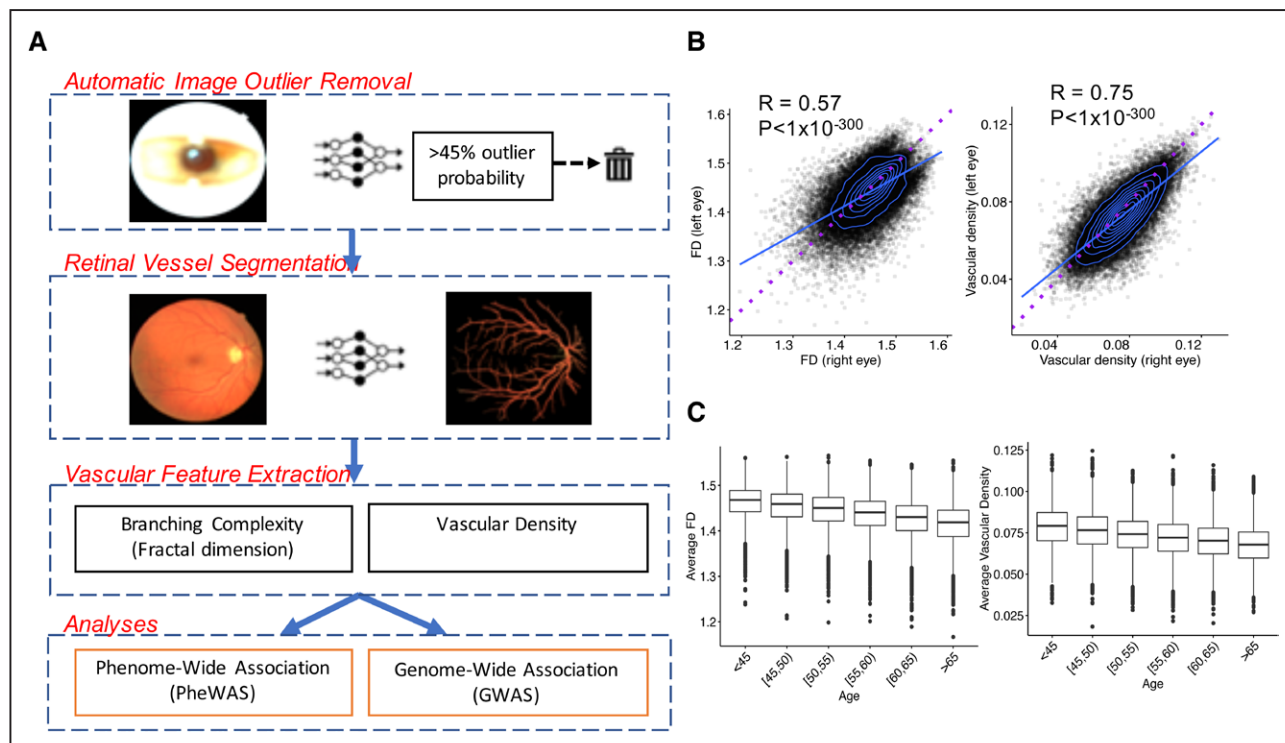 A
Automatic Image Outlier Removal
>45% outlier
probability
Retinal Vessel Segmentation
Vascular Feature Extraction
Branching Complexity
(Fractal dimension)
Vascular Density
Analyses
Phenome-Wide Association
(PheWAS)
Genome-Wide Association
(GWAS)
B
R = 0.57
P<1x10⁻³⁰⁰
FD (left eye)
1.6
1.5
1.4
1.3
1.2
1.2 1.3 1.4 1.5 1.6
FD (right eye)
R = 0.75
P<1x10⁻³⁰⁰
Vascular density (left eye)
0.12
0.08
0.04
0.04 0.08 0.12
Vascular density (right eye)
C
Average FD
1.5
1.4
1.3
1.2
<45 [45,50) [50,55) [55,60) [60,65) >65
Age
Average Vascular Density
0.125
0.100
0.075
0.050
0.025
<45 [45,50) [50,55) [55,60) [60,65) >65
Age